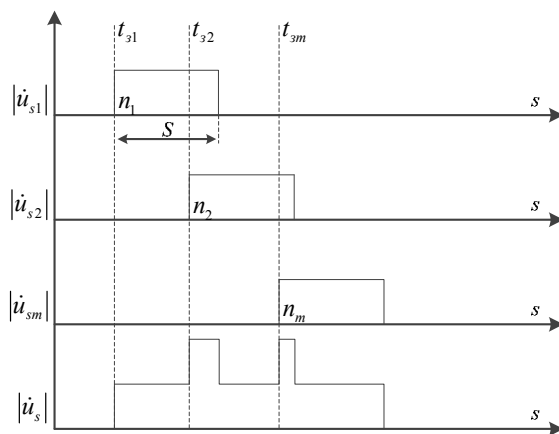 t_{з1} t_{з2} t_{зm}
|u̇_{s1}| n_1 s
S
|u̇_{s2}| n_2 s
|u̇_{sm}| n_m s
|u̇_s| s